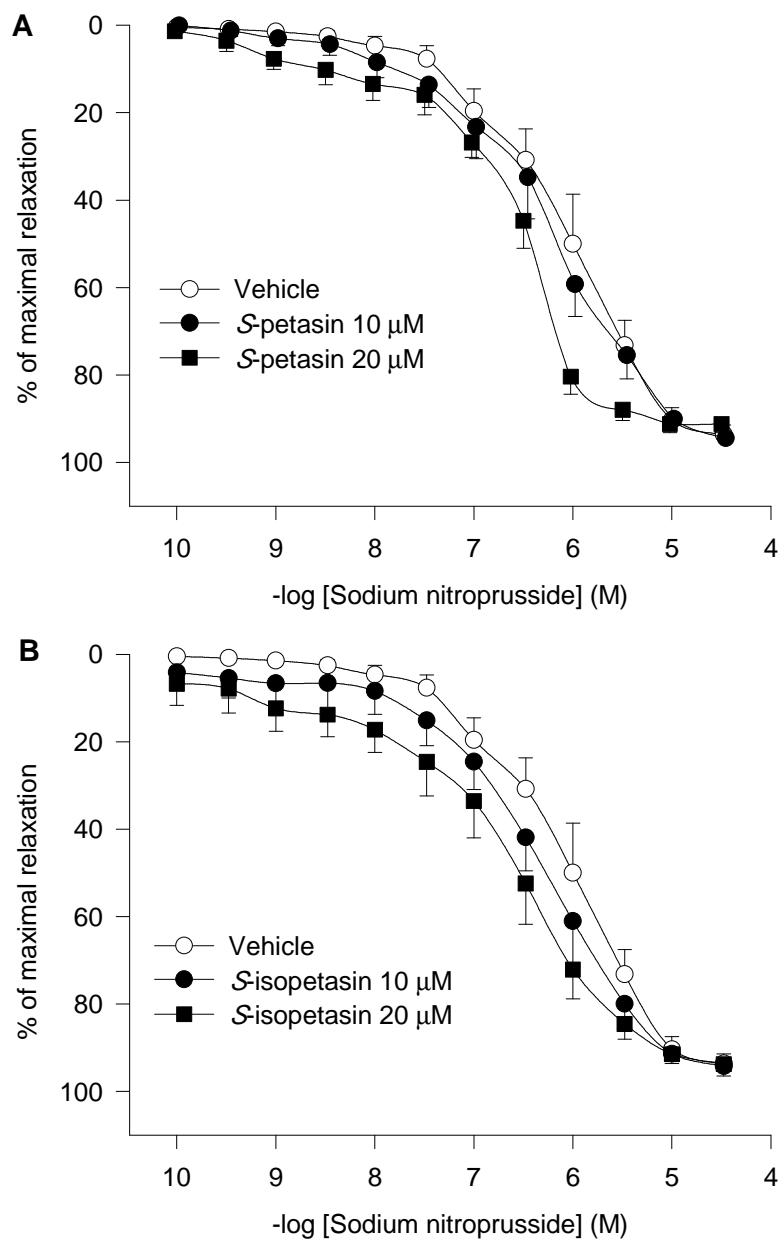 A
0
20
40
60
80
100
% of maximal relaxation
Vehicle
S-petasin 10 μM
S-petasin 20 μM
10 9 8 7 6 5 4
-log [Sodium nitroprusside] (M)
B
0
20
40
60
80
100
% of maximal relaxation
Vehicle
S-isopetasin 10 μM
S-isopetasin 20 μM
10 9 8 7 6 5 4
-log [Sodium nitroprusside] (M)